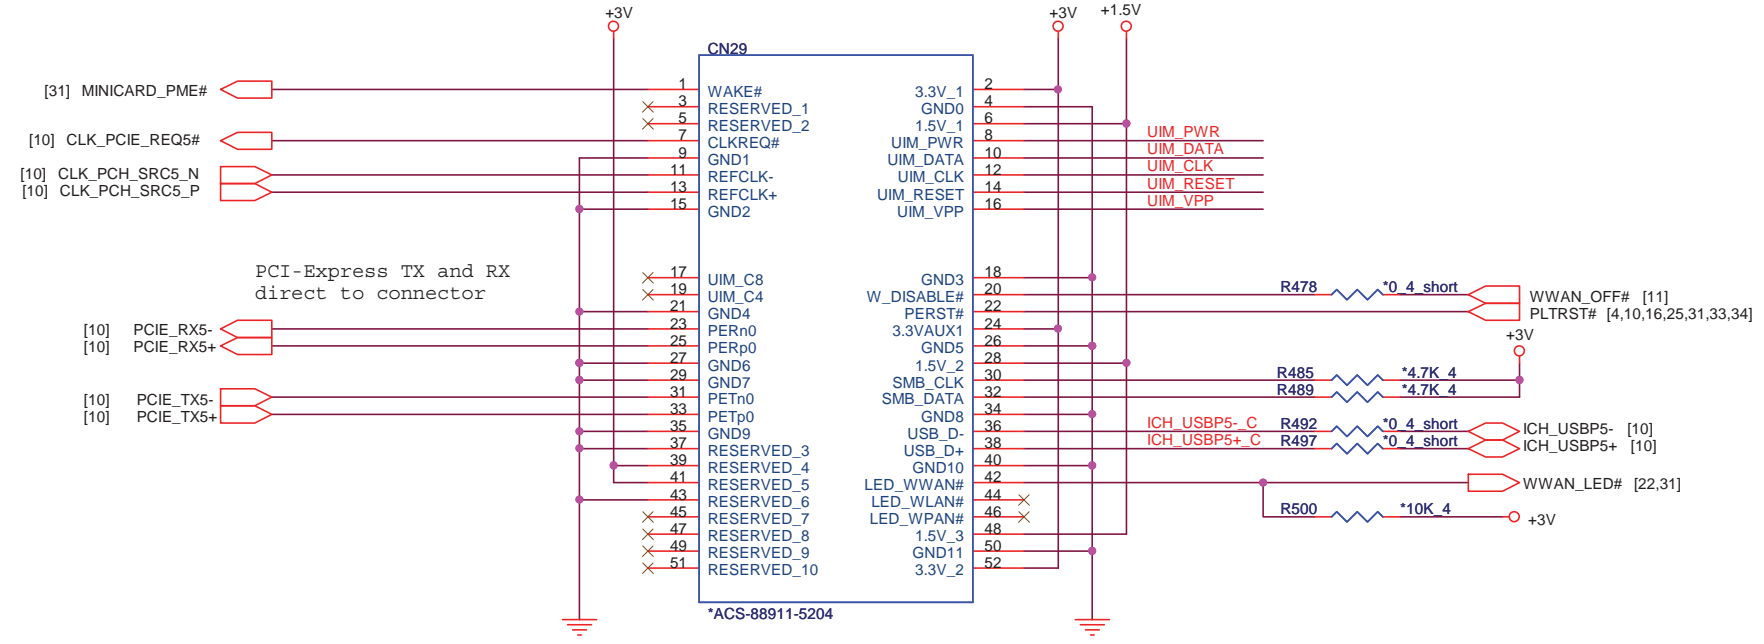 +3V
+3V
+1.5V
CN29
[31] MINICARD_PME#
1
WAKE#
3
RESERVED_1
5
RESERVED_2
[10] CLK_PCIE_REQ5#
7
CLKREQ#
9
GND1
[10] CLK_PCH_SRC5_N
11
REFCLK-
[10] CLK_PCH_SRC5_P
13
REFCLK+
15
GND2
PCI-Express TX and RX
direct to connector
17
UIM_C8
19
UIM_C4
21
GND4
[10] PCIE_RX5-
23
PERn0
[10] PCIE_RX5+
25
PERp0
27
GND6
29
GND7
[10] PCIE_TX5-
31
PETn0
[10] PCIE_TX5+
33
PETp0
35
GND9
37
RESERVED_3
39
RESERVED_4
41
RESERVED_5
43
RESERVED_6
45
RESERVED_7
47
RESERVED_8
49
RESERVED_9
51
RESERVED_10
3.3V_1
2
GND0
4
1.5V_1
6
UIM_PWR
8
UIM_PWR
UIM_DATA
10
UIM_DATA
UIM_CLK
12
UIM_CLK
UIM_RESET
14
UIM_RESET
UIM_VPP
16
UIM_VPP
GND3
18
W_DISABLE#
20
R478
*0_4_short
WWAN_OFF# [11]
PERST#
22
PLTRST# [4,10,16,25,31,33,34]
3.3VAUX1
24
GND5
26
1.5V_2
28
+3V
SMB_CLK
30
R485
*4.7K_4
SMB_DATA
32
R489
*4.7K_4
GND8
34
USB_D-
36
ICH_USBP5-_C
R492
*0_4_short
ICH_USBP5- [10]
USB_D+
38
ICH_USBP5+_C
R497
*0_4_short
ICH_USBP5+ [10]
GND10
40
LED_WWAN#
42
WWAN_LED# [22,31]
LED_WLAN#
44
LED_WPAN#
46
R500
*10K_4
+3V
1.5V_3
48
GND11
50
3.3V_2
52
*ACS-88911-5204